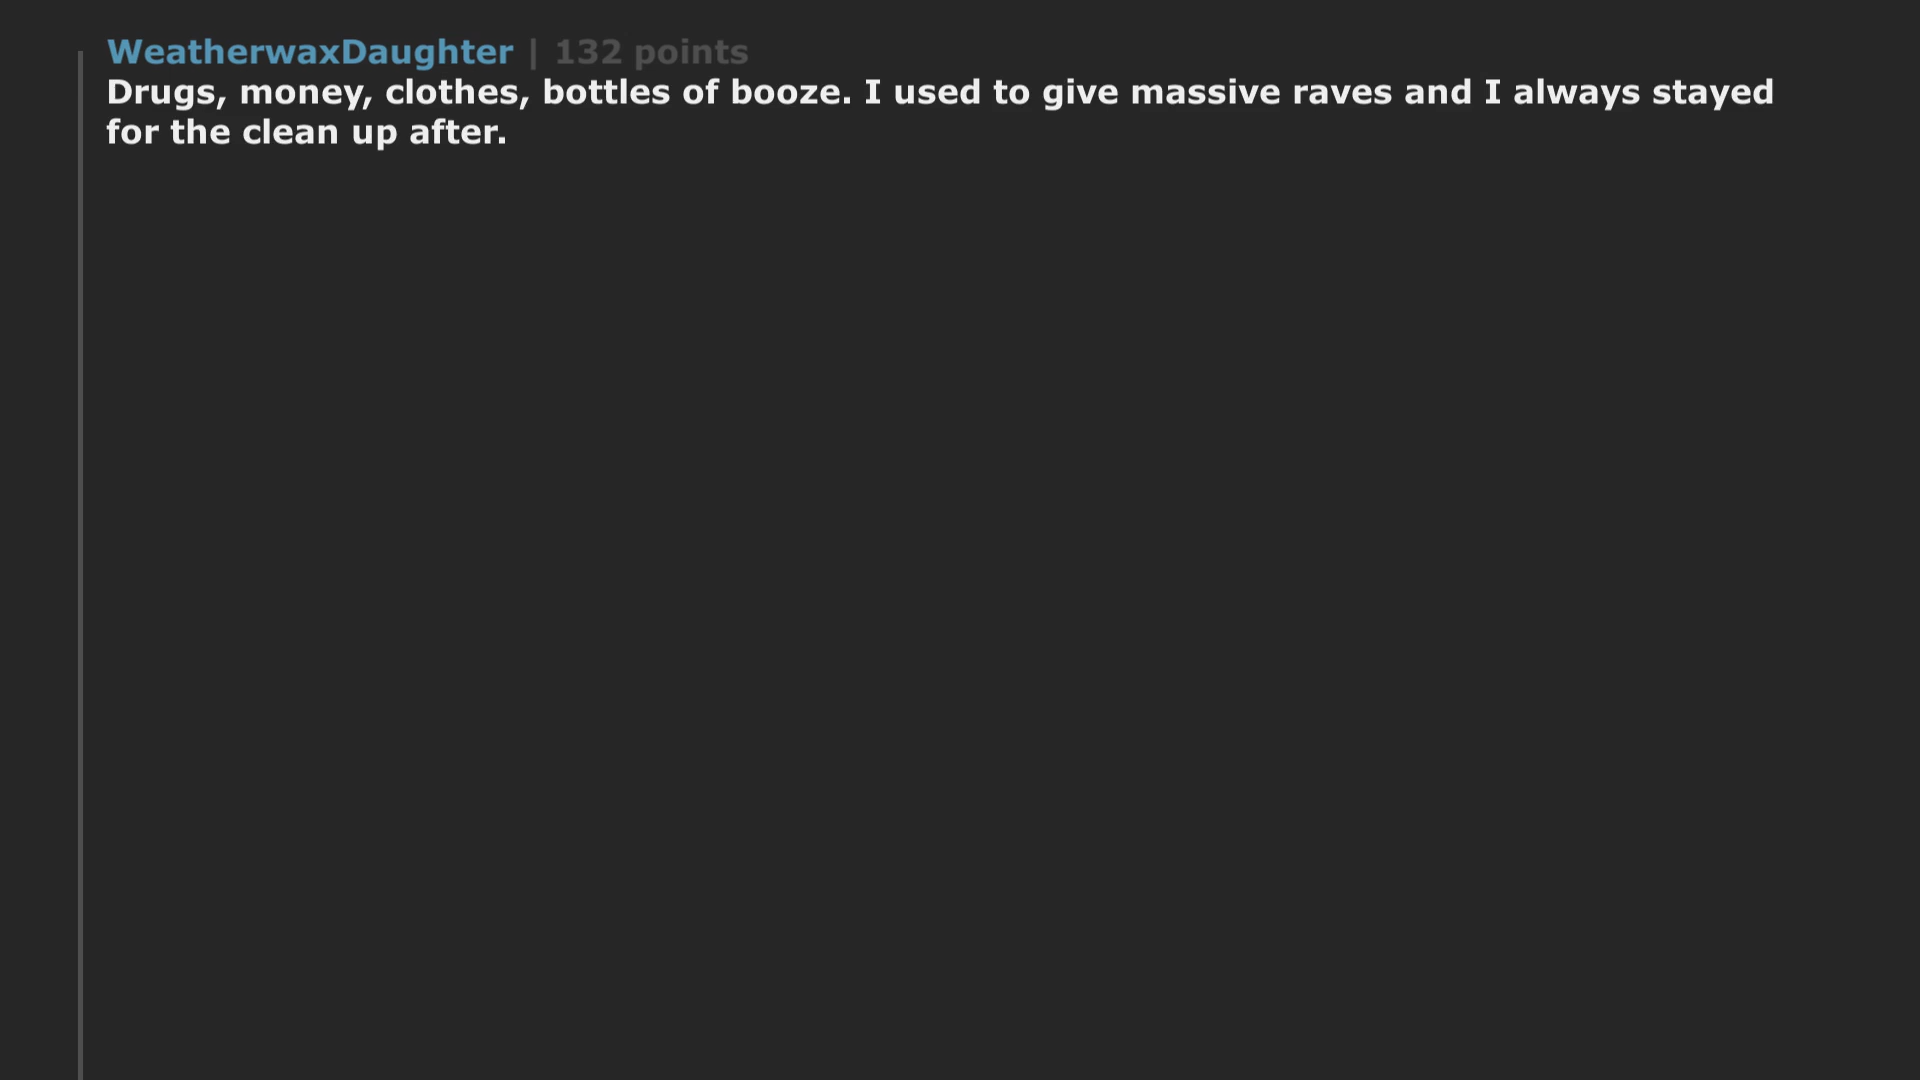 WeatherwaxDaughter | 132 points
Drugs, money, clothes, bottles of booze. I used to give massive raves and I always stayed
for the clean up after.